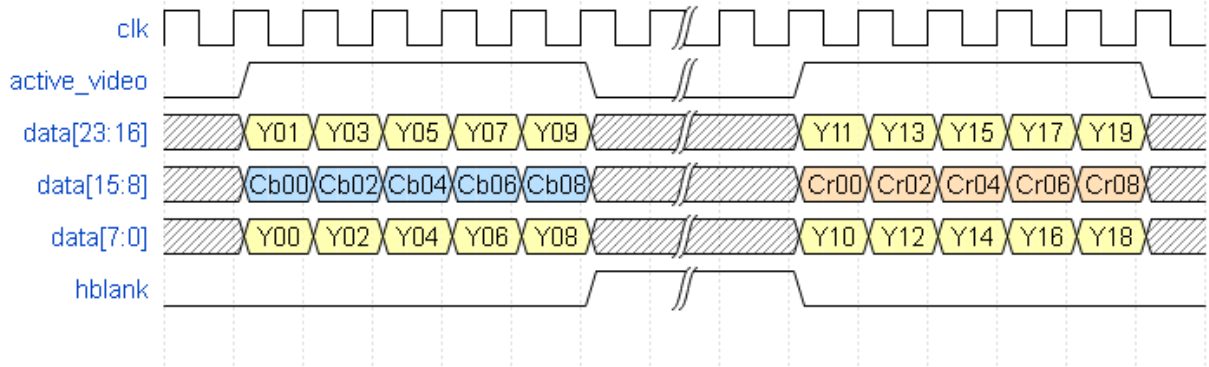 clk
active_video
data[23:16] Y01 Y03 Y05 Y07 Y09 Y11 Y13 Y15 Y17 Y19
data[15:8] Cb00 Cb02 Cb04 Cb06 Cb08 Cr00 Cr02 Cr04 Cr06 Cr08
data[7:0] Y00 Y02 Y04 Y06 Y08 Y10 Y12 Y14 Y16 Y18
hblank